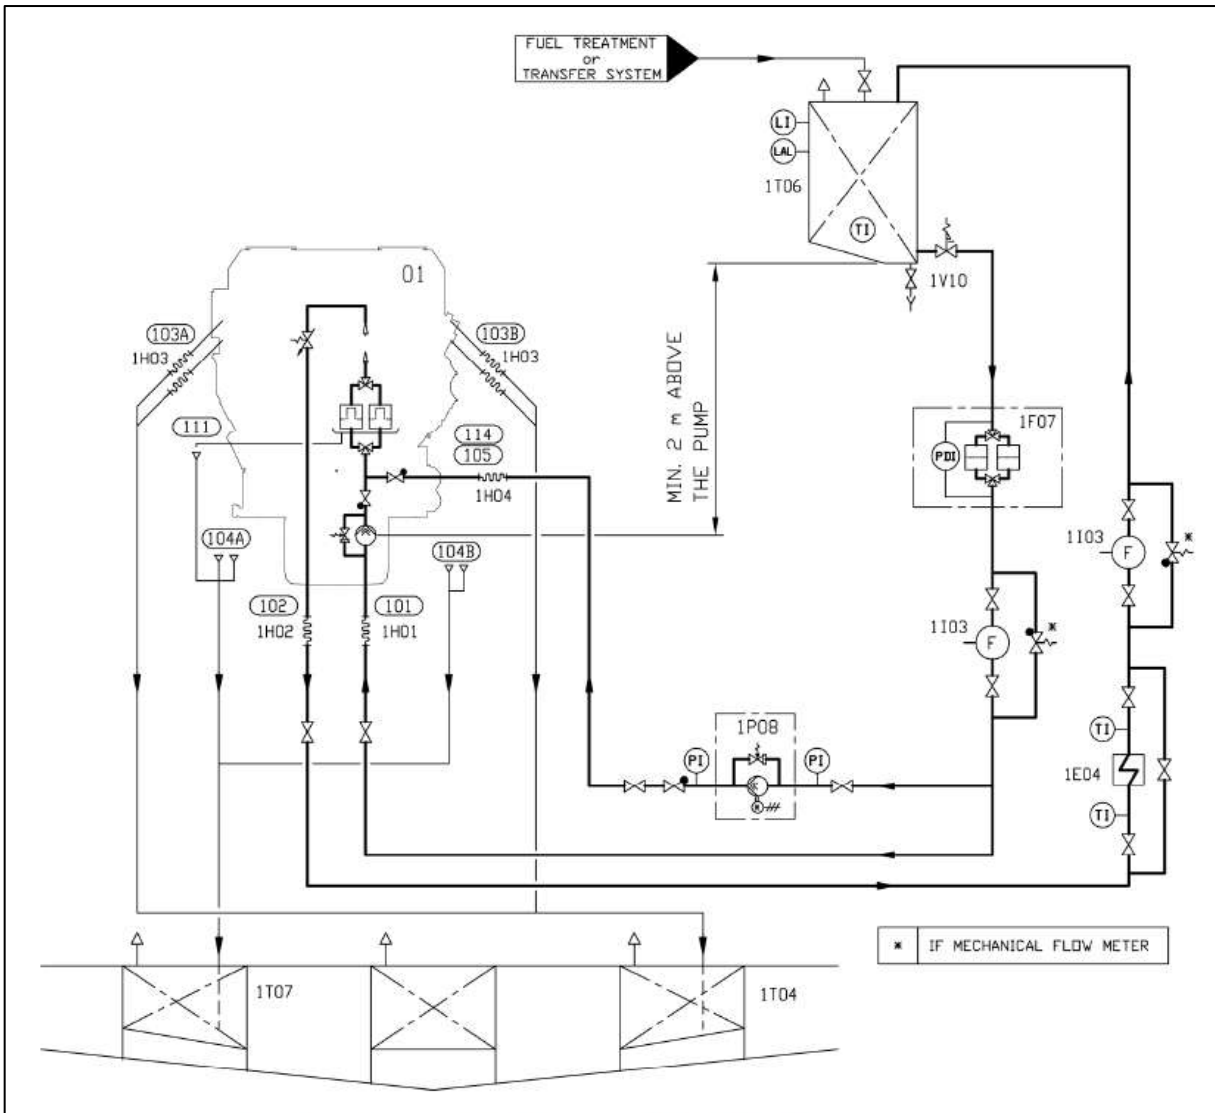 FUEL TREATMENT
or
TRANSFER SYSTEM
LI
LAL
1T06
TI
1V10
01
103A
1H03
103B
1H03
MIN. 2 m ABOVE
THE PUMP
1F07
PDI
111
114
105
1H04
104A
104B
1I03
F
*
102
1H02
101
1H01
1I03
F
*
1P08
PI
PI
M
TI
1E04
TI
* IF MECHANICAL FLOW METER
1T07
1T04